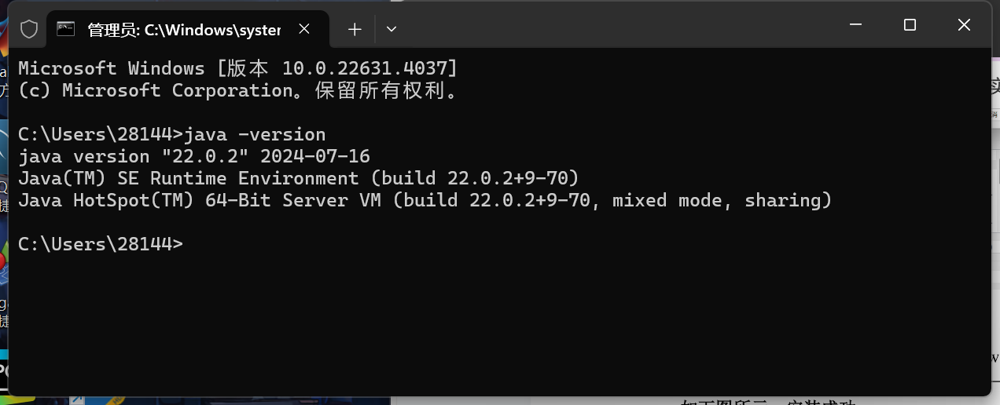 管理员: C:\Windows\syster
Microsoft Windows [版本 10.0.22631.4037]
(c) Microsoft Corporation。保留所有权利。
C:\Users\28144>java -version
java version "22.0.2" 2024-07-16
Java(TM) SE Runtime Environment (build 22.0.2+9-70)
Java HotSpot(TM) 64-Bit Server VM (build 22.0.2+9-70, mixed mode, sharing)
C:\Users\28144>